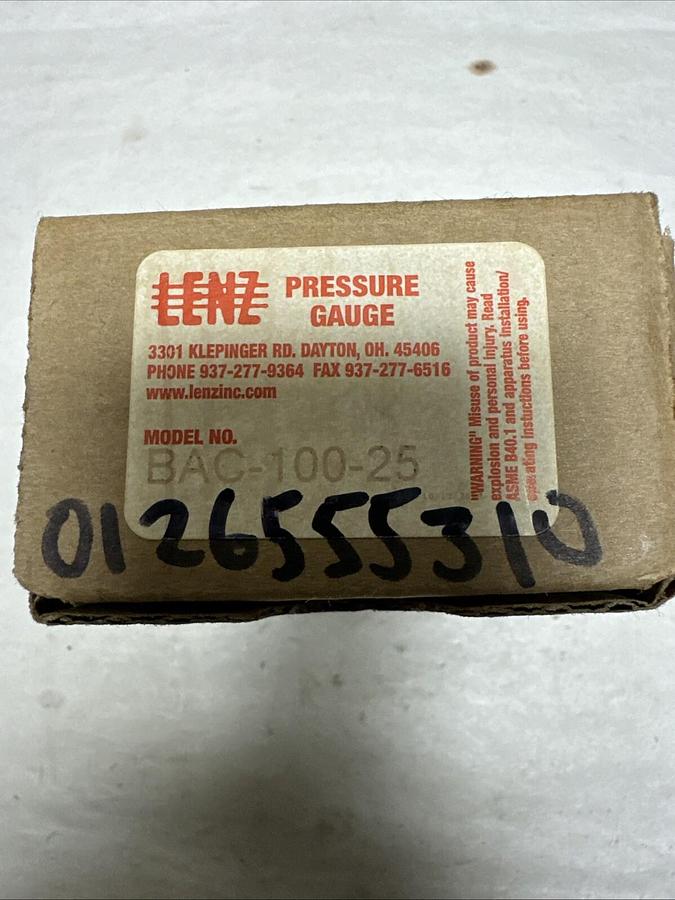 LENZ
PRESSURE
GAUGE
3301 KLEPINGER RD. DAYTON, OH. 45406
PHONE 937-277-9364 FAX 937-277-6516
www.lenzinc.com
MODEL NO.
BAC-100-25
"WARNING" Misuse of product may cause
explosion and personal injury. Read
ASME B40.1 and apparatus installation/
operating instuctions before using.
0126555310